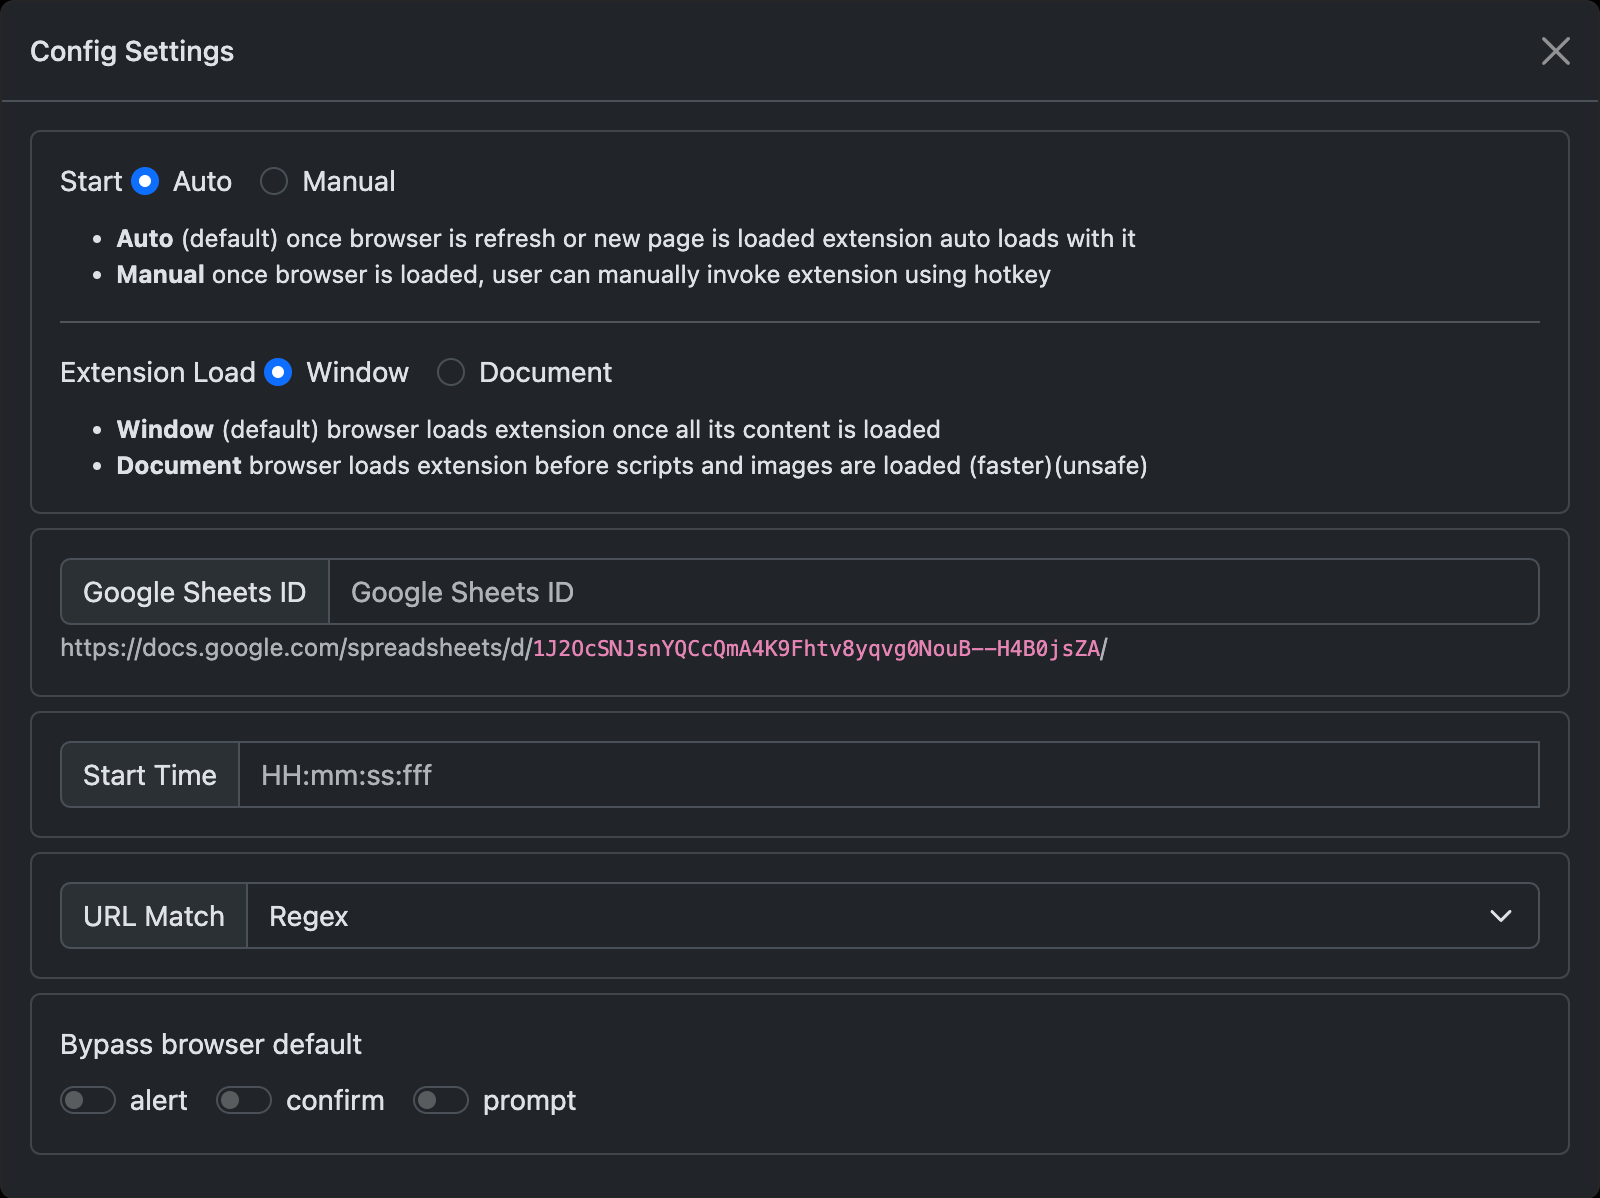 Config Settings
Start Auto Manual
Auto (default) once browser is refresh or new page is loaded extension auto loads with it
Manual once browser is loaded, user can manually invoke extension using hotkey
Extension Load Window Document
Window (default) browser loads extension once all its content is loaded
Document browser loads extension before scripts and images are loaded (faster)(unsafe)
Google Sheets ID Google Sheets ID
https://docs.google.com/spreadsheets/d/1J2OcSNJsnYQCcQmA4K9Fhtv8yqvg0NouB--H4B0jsZA/
Start Time HH:mm:ss:fff
URL Match Regex
Bypass browser default
alert confirm prompt